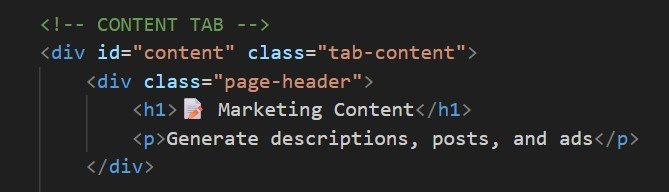 <!-- CONTENT TAB -->
<div id="content" class="tab-content">
<div class="page-header">
<h1>📝 Marketing Content</h1>
<p>Generate descriptions, posts, and ads</p>
</div>